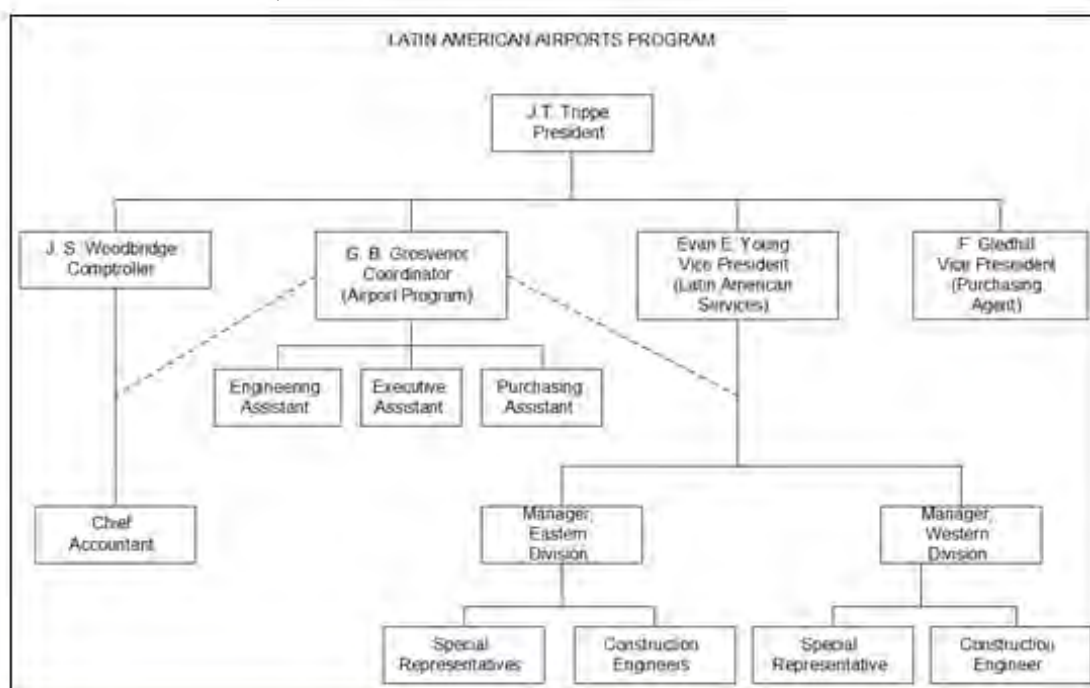 LATIN AMERICAN AIRPORTS PROGRAM
J.T. Trippe
President
J. S. Woodbridge
Comptroller
G. B. Grosvenor
Coordinator
(Airport Program)
Evan E. Young
Vice President
(Latin American
Services)
F. Gledhill
Vice President
(Purchasing
Agent)
Engineering
Assistant
Executive
Assistant
Purchasing
Assistant
Chief
Accountant
Manager,
Eastern
Division
Manager,
Western
Division
Special
Representatives
Construction
Engineers
Special
Representative
Construction
Engineer